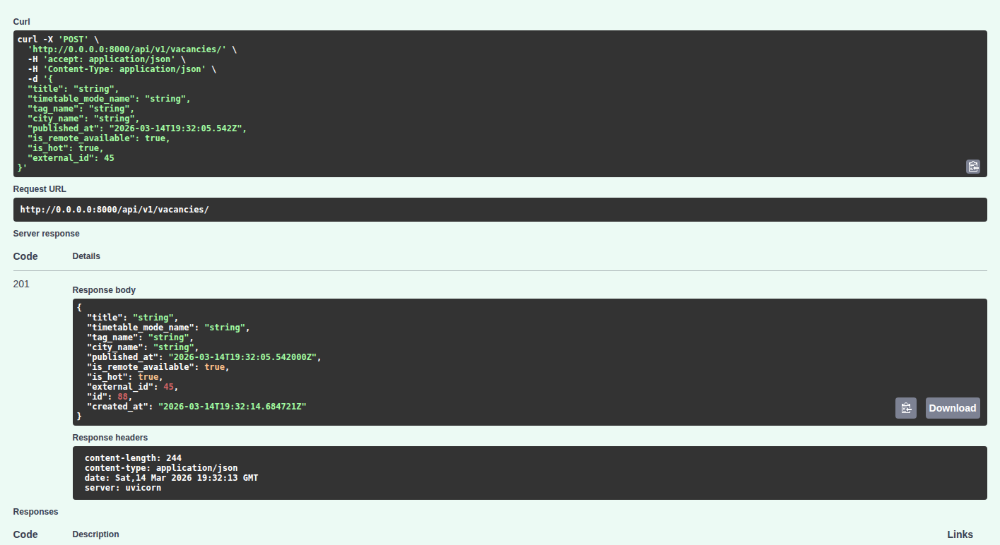 Curl
curl -X 'POST' \
  'http://0.0.0.0:8000/api/v1/vacancies/' \
  -H 'accept: application/json' \
  -H 'Content-Type: application/json' \
  -d '{
  "title": "string",
  "timetable_mode_name": "string",
  "tag_name": "string",
  "city_name": "string",
  "published_at": "2026-03-14T19:32:05.542Z",
  "is_remote_available": true,
  "is_hot": true,
  "external_id": 45
}'
Request URL
http://0.0.0.0:8000/api/v1/vacancies/
Server response
Code Details
201
Response body
{
  "title": "string",
  "timetable_mode_name": "string",
  "tag_name": "string",
  "city_name": "string",
  "published_at": "2026-03-14T19:32:05.542000Z",
  "is_remote_available": true,
  "is_hot": true,
  "external_id": 45,
  "id": 88,
  "created_at": "2026-03-14T19:32:14.684721Z"
}
Download
Response headers
content-length: 244
content-type: application/json
date: Sat,14 Mar 2026 19:32:13 GMT
server: uvicorn
Responses
Code Description Links